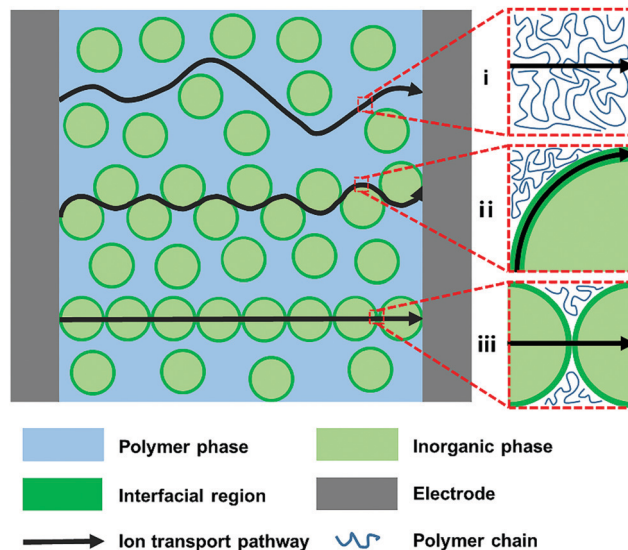 i
ii
iii
Polymer phase
Inorganic phase
Interfacial region
Electrode
Ion transport pathway
Polymer chain